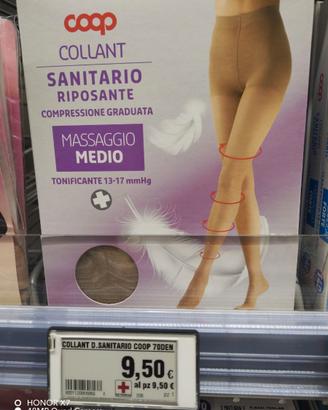 coop
COLLANT
SANITARIO
RIPOSANTE
COMPRESSIONE GRADUATA
MASSAGGIO
MEDIO
TONIFICANTE 13-17 mmHg
COLLANT D.SANITARIO COOP 70DEN
9,50 €
al pz 9,50 €
HONOR X7